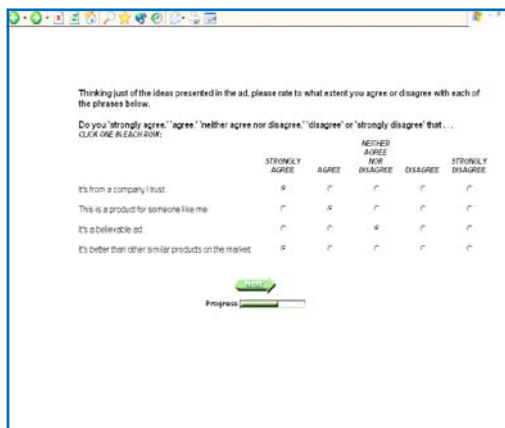 Thinking just of the ideas presented in the ad, please rate to what extent you agree or disagree with each of
the phrases below.
Do you 'strongly agree,' 'agree,' 'neither agree nor disagree,' 'disagree' or 'strongly disagree' that . . .
CLICK ONE IN EACH ROW:
STRONGLY AGREE
AGREE
NEITHER AGREE NOR DISAGREE
DISAGREE
STRONGLY DISAGREE
It's from a company I trust.
This is a product for someone like me.
It's a believable ad.
It's better than other similar products on the market.
Next
Progress